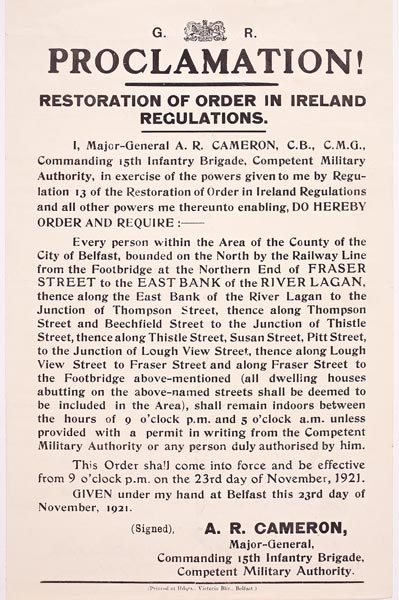 G. R.
PROCLAMATION!
RESTORATION OF ORDER IN IRELAND
REGULATIONS.
I, Major-General A. R. CAMERON, C.B., C.M.G.,
Commanding 15th Infantry Brigade, Competent Military
Authority, in exercise of the powers given to me by Regu-
lation 13 of the Restoration of Order in Ireland Regulations
and all other powers me thereunto enabling, DO HEREBY
ORDER AND REQUIRE :—
Every person within the Area of the County of the
City of Belfast, bounded on the North by the Railway Line
from the Footbridge at the Northern End of FRASER
STREET to the EAST BANK of the RIVER LAGAN,
thence along the East Bank of the River Lagan to the
Junction of Thompson Street, thence along Thompson
Street and Beechfield Street to the Junction of Thistle
Street, thence along Thistle Street, Susan Street, Pitt Street,
to the Junction of Lough View Street, thence along Lough
View Street to Fraser Street and along Fraser Street to
the Footbridge above-mentioned (all dwelling houses
abutting on the above-named streets shall be deemed to
be included in the Area), shall remain indoors between
the hours of 9 o'clock p.m. and 5 o'clock a.m. unless
provided with a permit in writing from the Competent
Military Authority or any person duly authorised by him.
This Order shall come into force and be effective
from 9 o'clock p.m. on the 23rd day of November, 1921.
GIVEN under my hand at Belfast this 23rd day of
November, 1921.
(Signed), A. R. CAMERON,
Major-General,
Commanding 15th Infantry Brigade,
Competent Military Authority.
(Printed at Hdqrs., Victoria Bks., Belfast.)